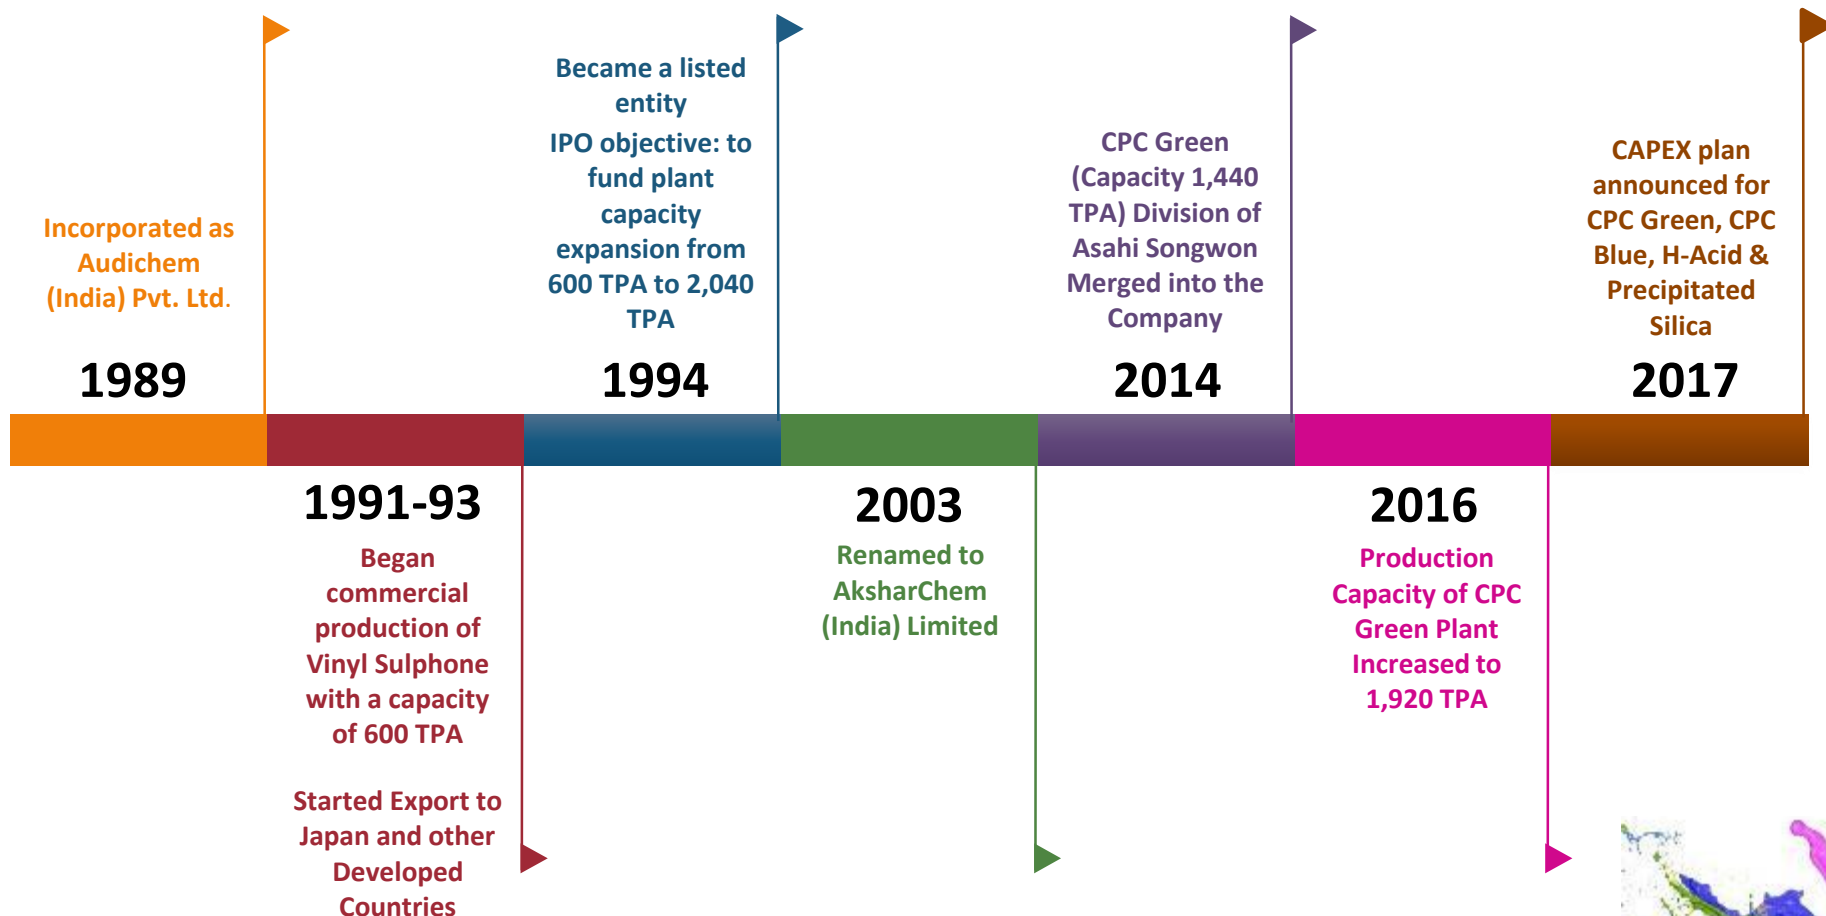 Incorporated as
Audichem
(India) Pvt. Ltd.
1989
1991-93
Began
commercial
production of
Vinyl Sulphone
with a capacity
of 600 TPA
Started Export to
Japan and other
Developed
Countries
Became a listed
entity
IPO objective: to
fund plant
capacity
expansion from
600 TPA to 2,040
TPA
1994
2003
Renamed to
AksharChem
(India) Limited
CPC Green
(Capacity 1,440
TPA) Division of
Asahi Songwon
Merged into the
Company
2014
2016
Production
Capacity of CPC
Green Plant
Increased to
1,920 TPA
CAPEX plan
announced for
CPC Green, CPC
Blue, H-Acid &
Precipitated
Silica
2017